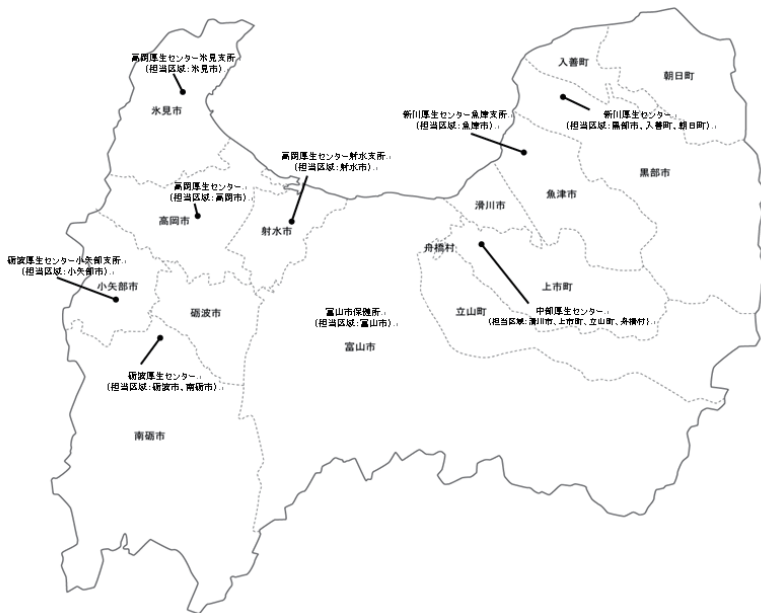 高岡厚生センター氷見支所
(担当区域:氷見市)
氷見市
入善町
朝日町
新川厚生センター魚津支所
(担当区域:魚津市)
新川厚生センター
(担当区域:黒部市、入善町、朝日町)
黒部市
高岡厚生センター射水支所
(担当区域:射水市)
高岡厚生センター
(担当区域:高岡市)
高岡市
射水市
滑川市
魚津市
舟橋村
砺波厚生センター小矢部支所
(担当区域:小矢部市)
小矢部市
砺波市
上市町
立山町
中部厚生センター
(担当区域:滑川市、上市町、立山町、舟橋村)
富山市保健所
(担当区域:富山市)
富山市
砺波厚生センター
(担当区域:砺波市、南砺市)
南砺市